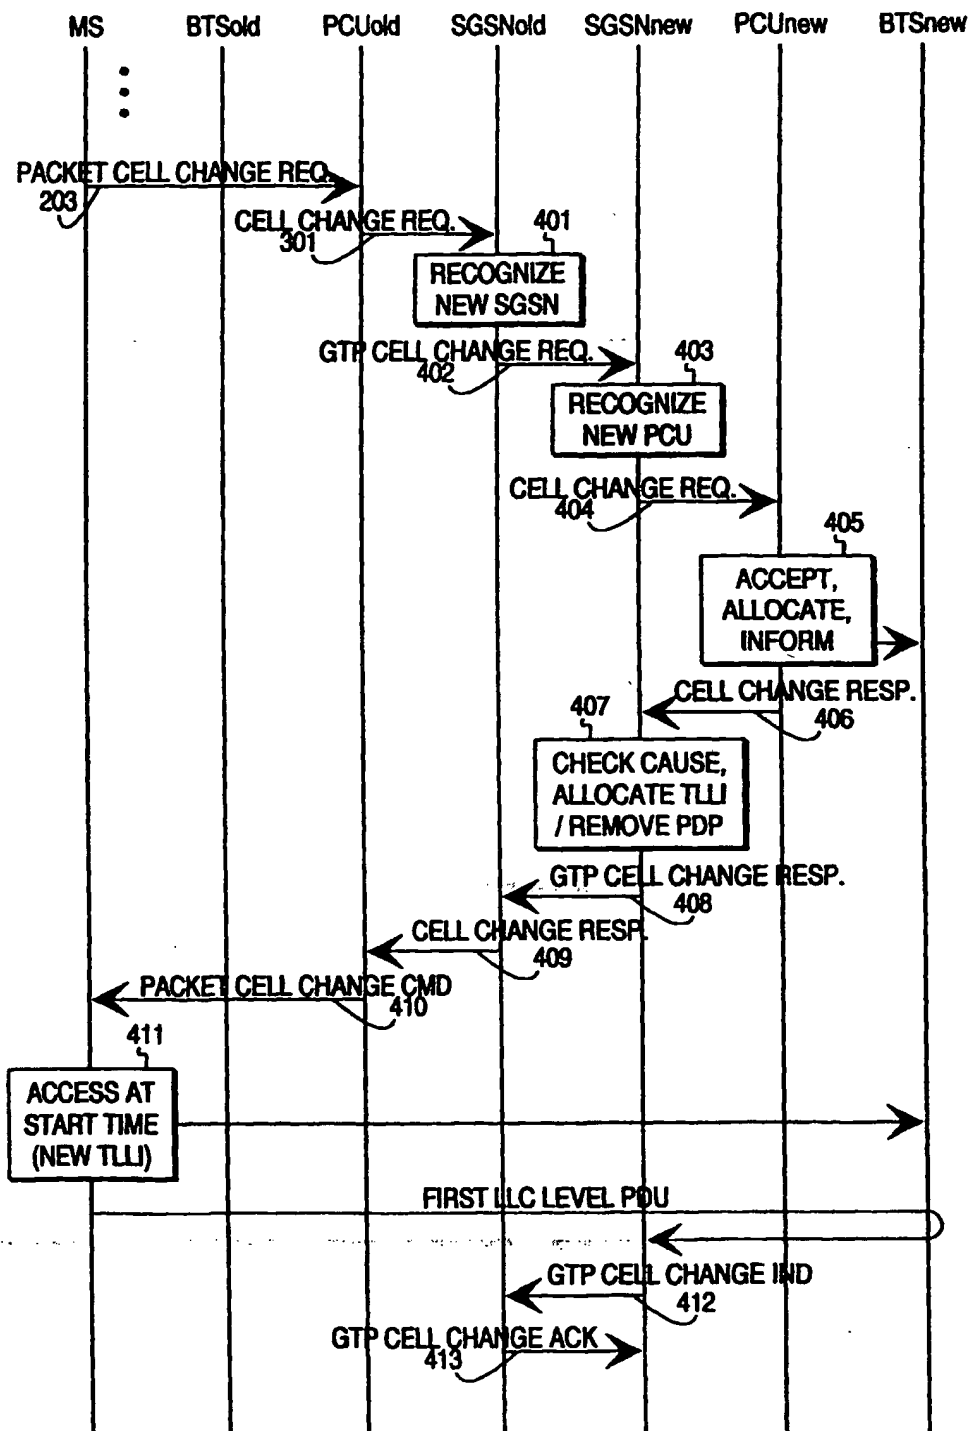 MS BTSold PCUold SGSNold SGSNnew PCUnew BTSnew
PACKET CELL CHANGE REQ.
203
CELL CHANGE REQ.
301
401
RECOGNIZE
NEW SGSN
GTP CELL CHANGE REQ.
402
403
RECOGNIZE
NEW PCU
CELL CHANGE REQ.
404
405
ACCEPT,
ALLOCATE,
INFORM
CELL CHANGE RESP.
406
407
CHECK CAUSE,
ALLOCATE TLLI
/ REMOVE PDP
GTP CELL CHANGE RESP.
408
CELL CHANGE RESP.
409
PACKET CELL CHANGE CMD
410
411
ACCESS AT
START TIME
(NEW TLLI)
FIRST LLC LEVEL PDU
GTP CELL CHANGE IND
412
GTP CELL CHANGE ACK
413